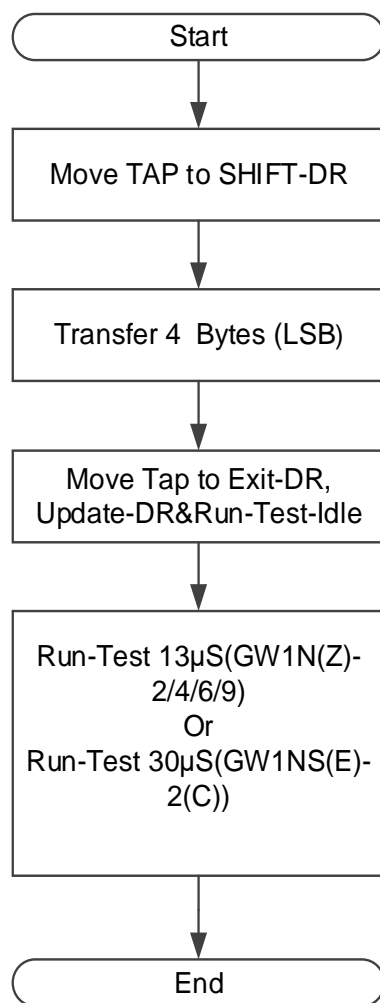 Start
Move TAP to SHIFT-DR
Transfer 4  Bytes (LSB)
Move Tap to Exit-DR,
Update-DR&Run-Test-Idle
Run-Test 13µS(GW1N(Z)-
2/4/6/9)
Or
Run-Test 30µS(GW1NS(E)-
2(C))
End